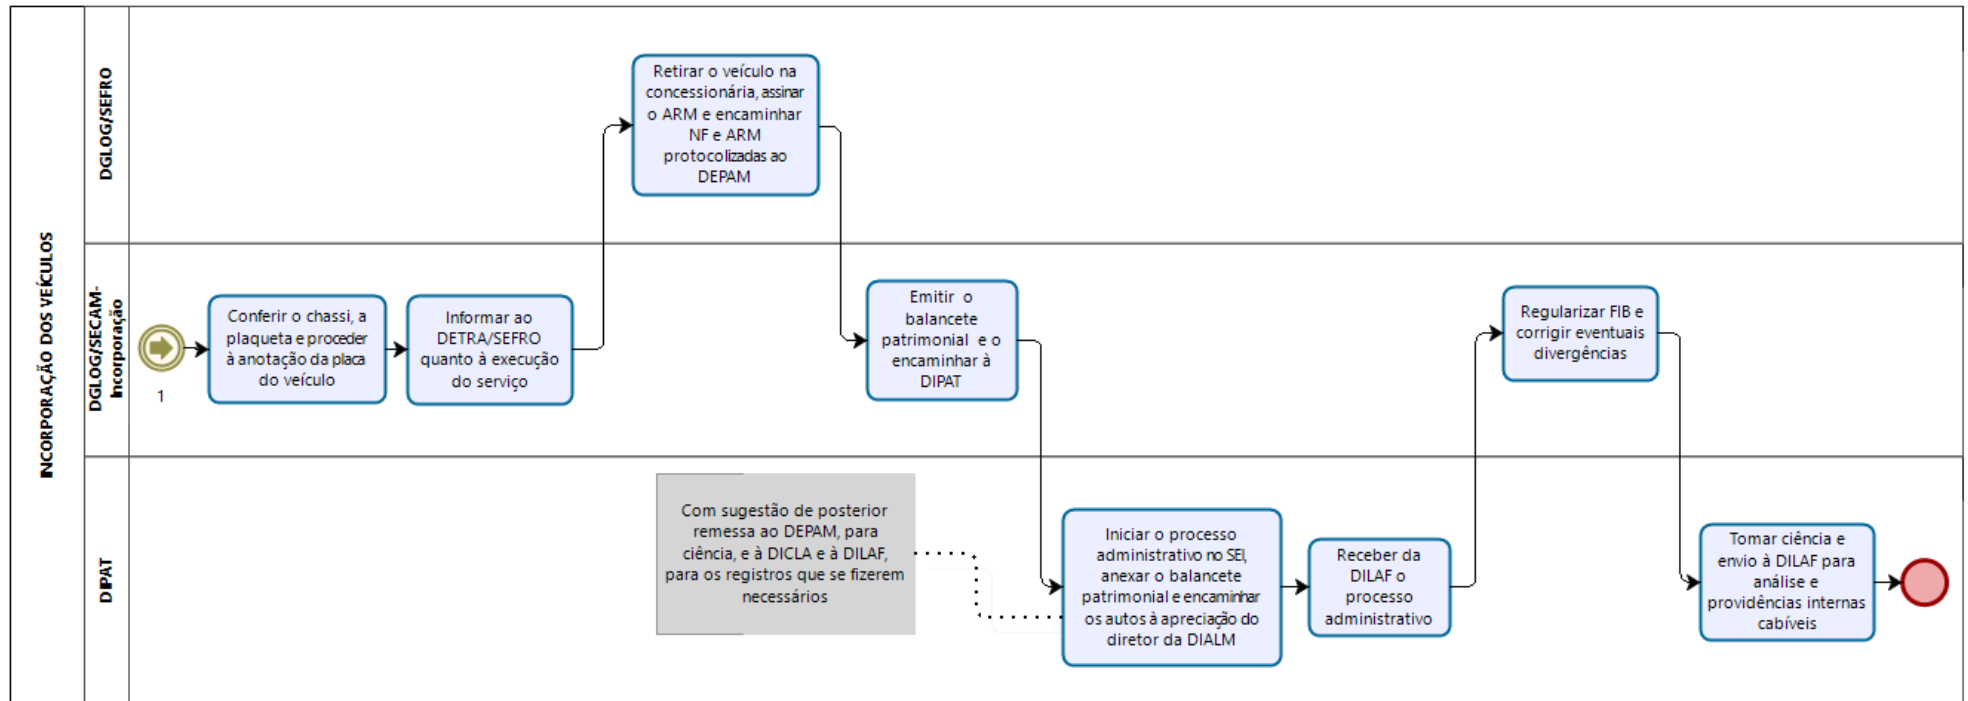 INCORPORAÇÃO DOS VEÍCULOS
DGLOG/SEFRO
Retirar o veículo na
concessionária, assinar
o ARM e encaminhar
NF e ARM
protocolizadas ao
DEPAM
DGLOG/SECAM-
Incorporação
1
Conferir o chassi, a
plaqueta e proceder
à anotação da placa
do veículo
Informar ao
DETRA/SEFRO
quanto à execução
do serviço
Emitir o
balancete
patrimonial e o
encaminhar à
DIPAT
Regularizar FIB e
corrigir eventuais
divergências
DIPAT
Com sugestão de posterior
remessa ao DEPAM, para
ciência, e à DICLA e à DILAF,
para os registros que se fizerem
necessários
Iniciar o processo
administrativo no SEI,
anexar o balancete
patrimonial e encaminhar
os autos à apreciação do
diretor da DIALM
Receber da
DILAF o
processo
administrativo
Tomar ciência e
envio à DILAF para
análise e
providências internas
cabíveis